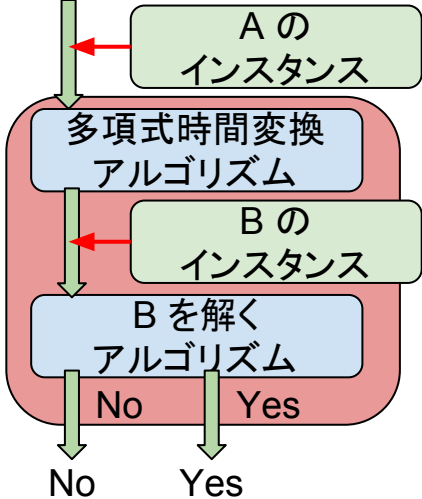 A の
インスタンス
多項式時間変換
アルゴリズム
B の
インスタンス
B を解く
アルゴリズム
No Yes
No Yes